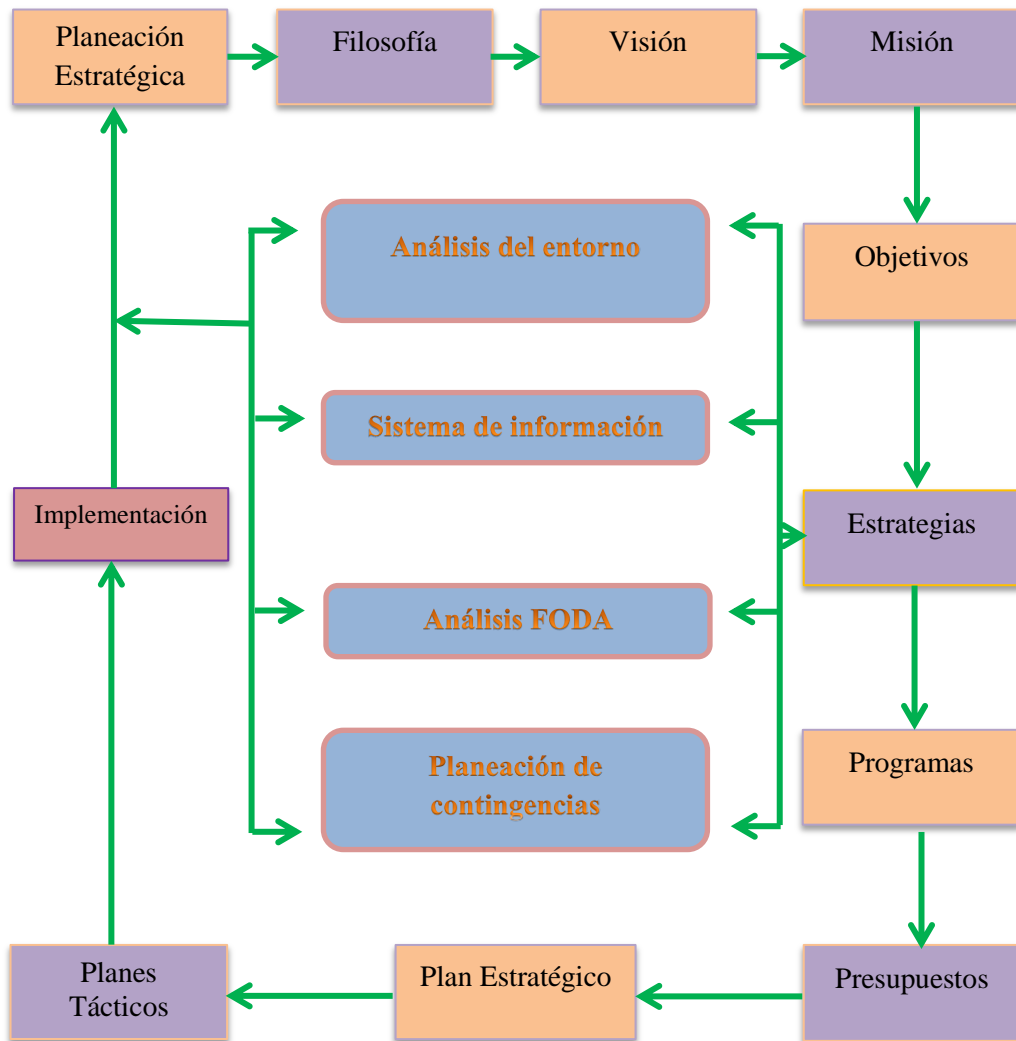 Planeación
Estratégica
Filosofía
Visión
Misión
Análisis del entorno
Objetivos
Sistema de información
Implementación
Estrategias
Análisis FODA
Planeación de
contingencias
Programas
Planes
Tácticos
Plan Estratégico
Presupuestos